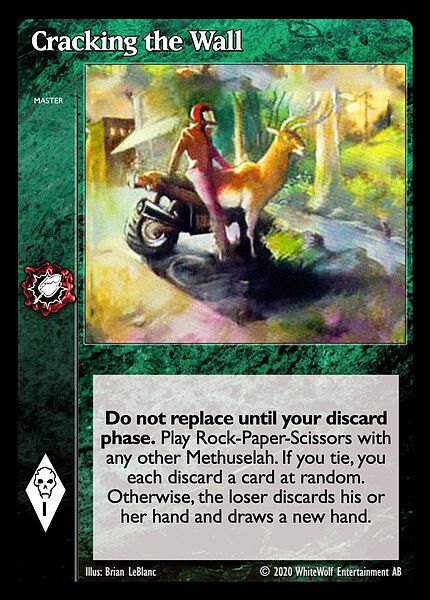 Cracking the Wall
MASTER
Do not replace until your discard
phase. Play Rock-Paper-Scissors with
any other Methuselah. If you tie, you
each discard a card at random.
Otherwise, the loser discards his or
her hand and draws a new hand.
I
Illus: Brian LeBlanc
© 2020 WhiteWolf Entertainment AB